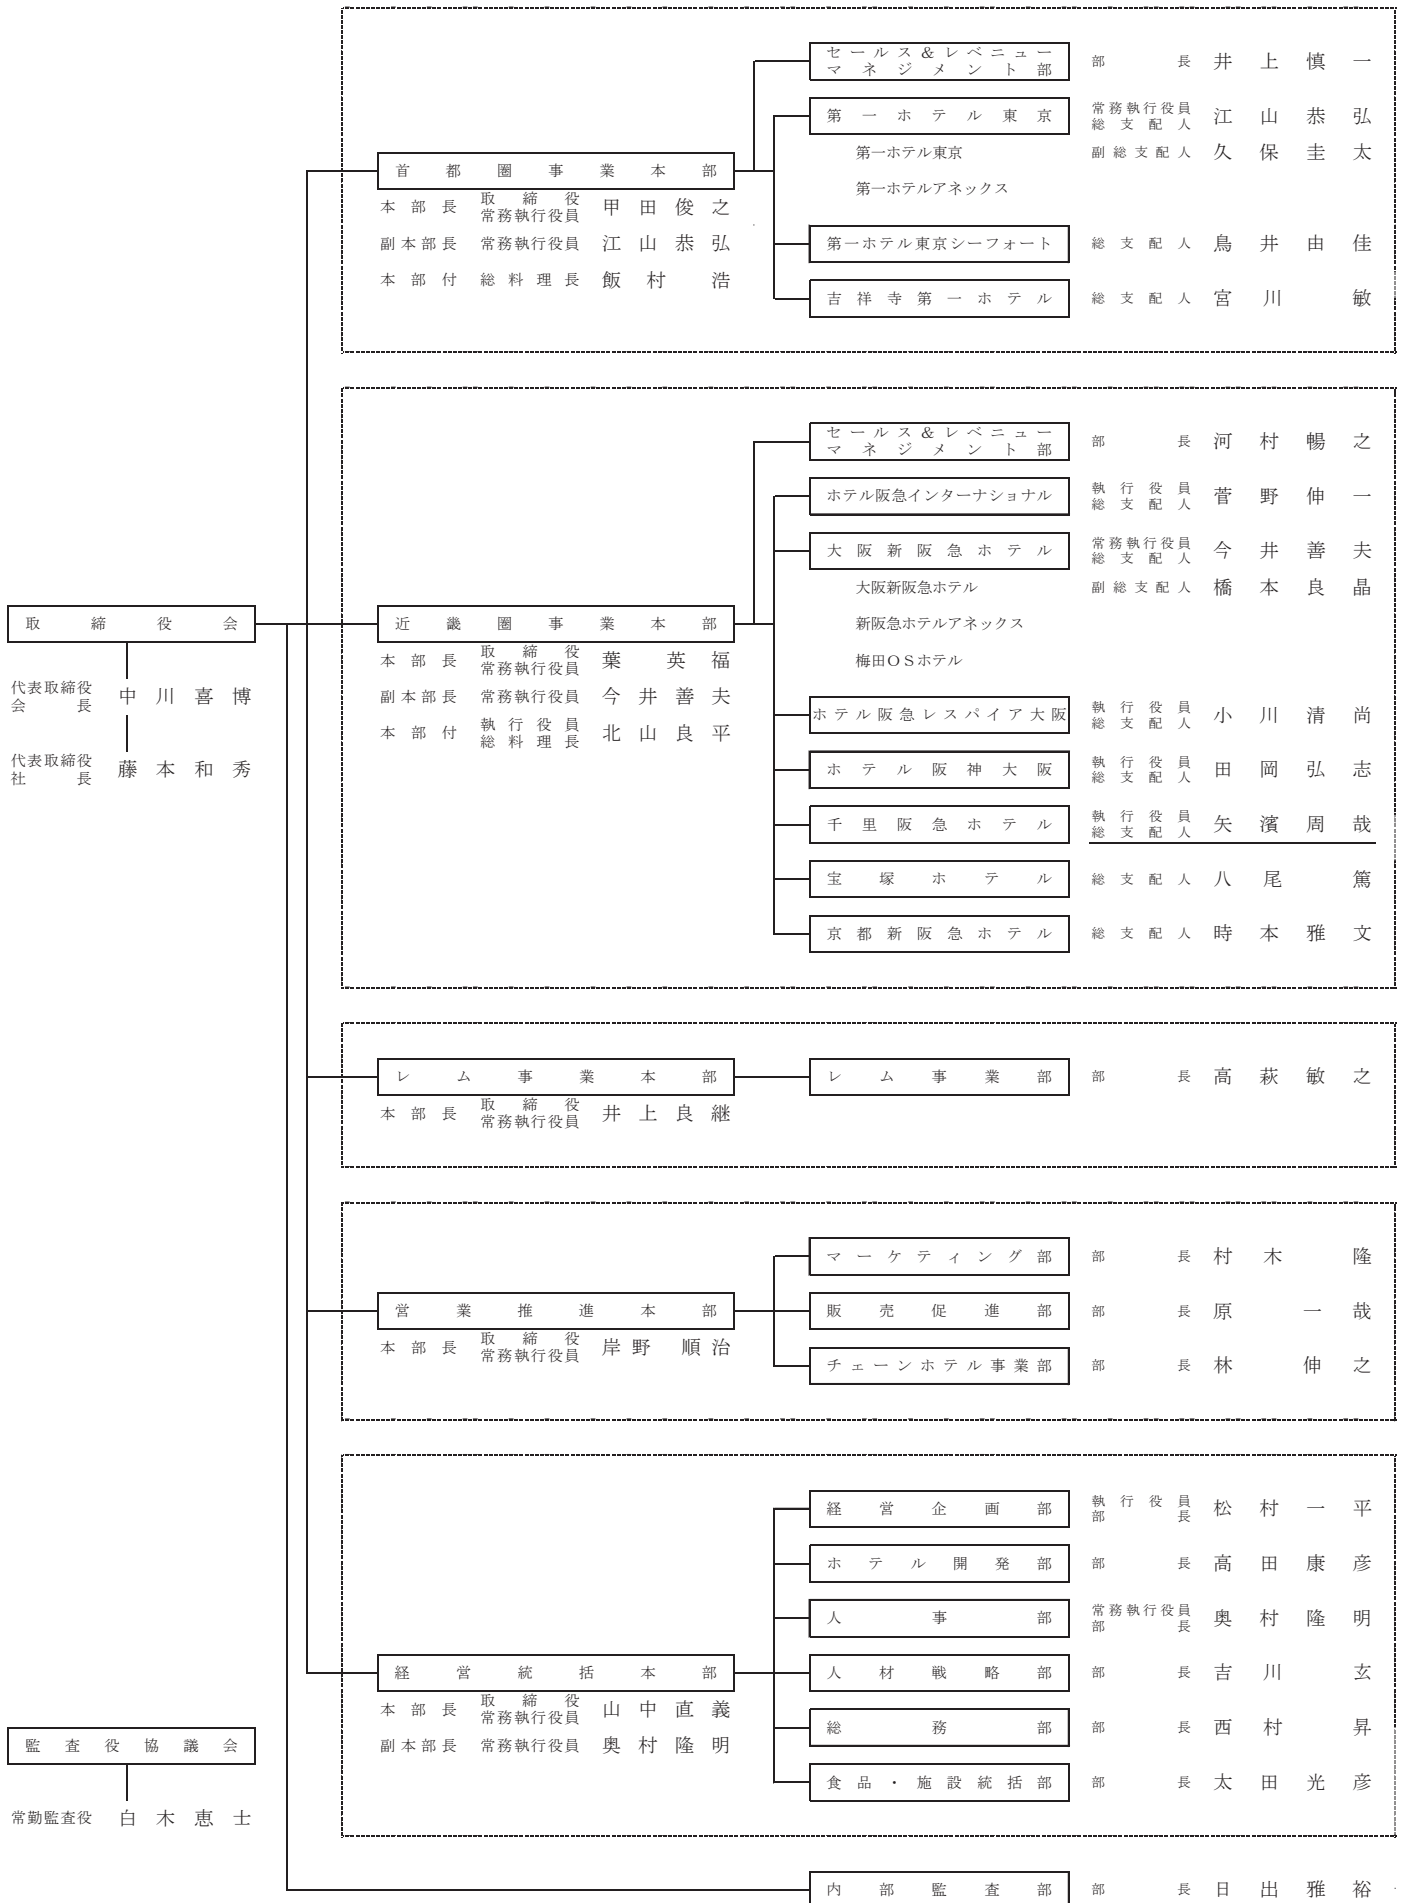 セールス＆レベニュー
マネジメント部
部長 井上慎一
第一ホテル東京
常務執行役員
総支配人 江山恭弘
第一ホテル東京
副総支配人 久保圭太
第一ホテルアネックス
首都圏事業本部
本部長 取締役
常務執行役員 甲田俊之
副本部長 常務執行役員 江山恭弘
本部付 総料理長 飯村浩
第一ホテル東京シーフォート
総支配人 鳥井由佳
吉祥寺第一ホテル
総支配人 宮川敏
セールス＆レベニュー
マネジメント部
部長 河村暢之
ホテル阪急インターナショナル
執行役員
総支配人 菅野伸一
大阪新阪急ホテル
常務執行役員
総支配人 今井善夫
大阪新阪急ホテル
副総支配人 橋本良晶
新阪急ホテルアネックス
梅田ＯＳホテル
取締役会
代表取締役
会長 中川喜博
代表取締役
社長 藤本和秀
近畿圏事業本部
本部長 取締役
常務執行役員 葉英福
副本部長 常務執行役員 今井善夫
本部付 執行役員
総料理長 北山良平
ホテル阪急レスパイア大阪
執行役員
総支配人 小川清尚
ホテル阪神大阪
執行役員
総支配人 田岡弘志
千里阪急ホテル
執行役員
総支配人 矢濱周哉
宝塚ホテル
総支配人 八尾篤
京都新阪急ホテル
総支配人 時本雅文
レム事業本部
本部長 取締役
常務執行役員 井上良継
レム事業部
部長 高萩敏之
マーケティング部
部長 村木隆
営業推進本部
本部長 取締役
常務執行役員 岸野順治
販売促進部
部長 原一哉
チェーンホテル事業部
部長 林伸之
経営企画部
執行役員
部長 松村一平
ホテル開発部
部長 高田康彦
人事部
常務執行役員
部長 奥村隆明
経営統括本部
本部長 取締役
常務執行役員 山中直義
副本部長 常務執行役員 奥村隆明
人材戦略部
部長 吉川玄
総務部
部長 西村昇
食品・施設統括部
部長 太田光彦
監査役協議会
常勤監査役 白木恵士
内部監査部
部長 日出雅裕